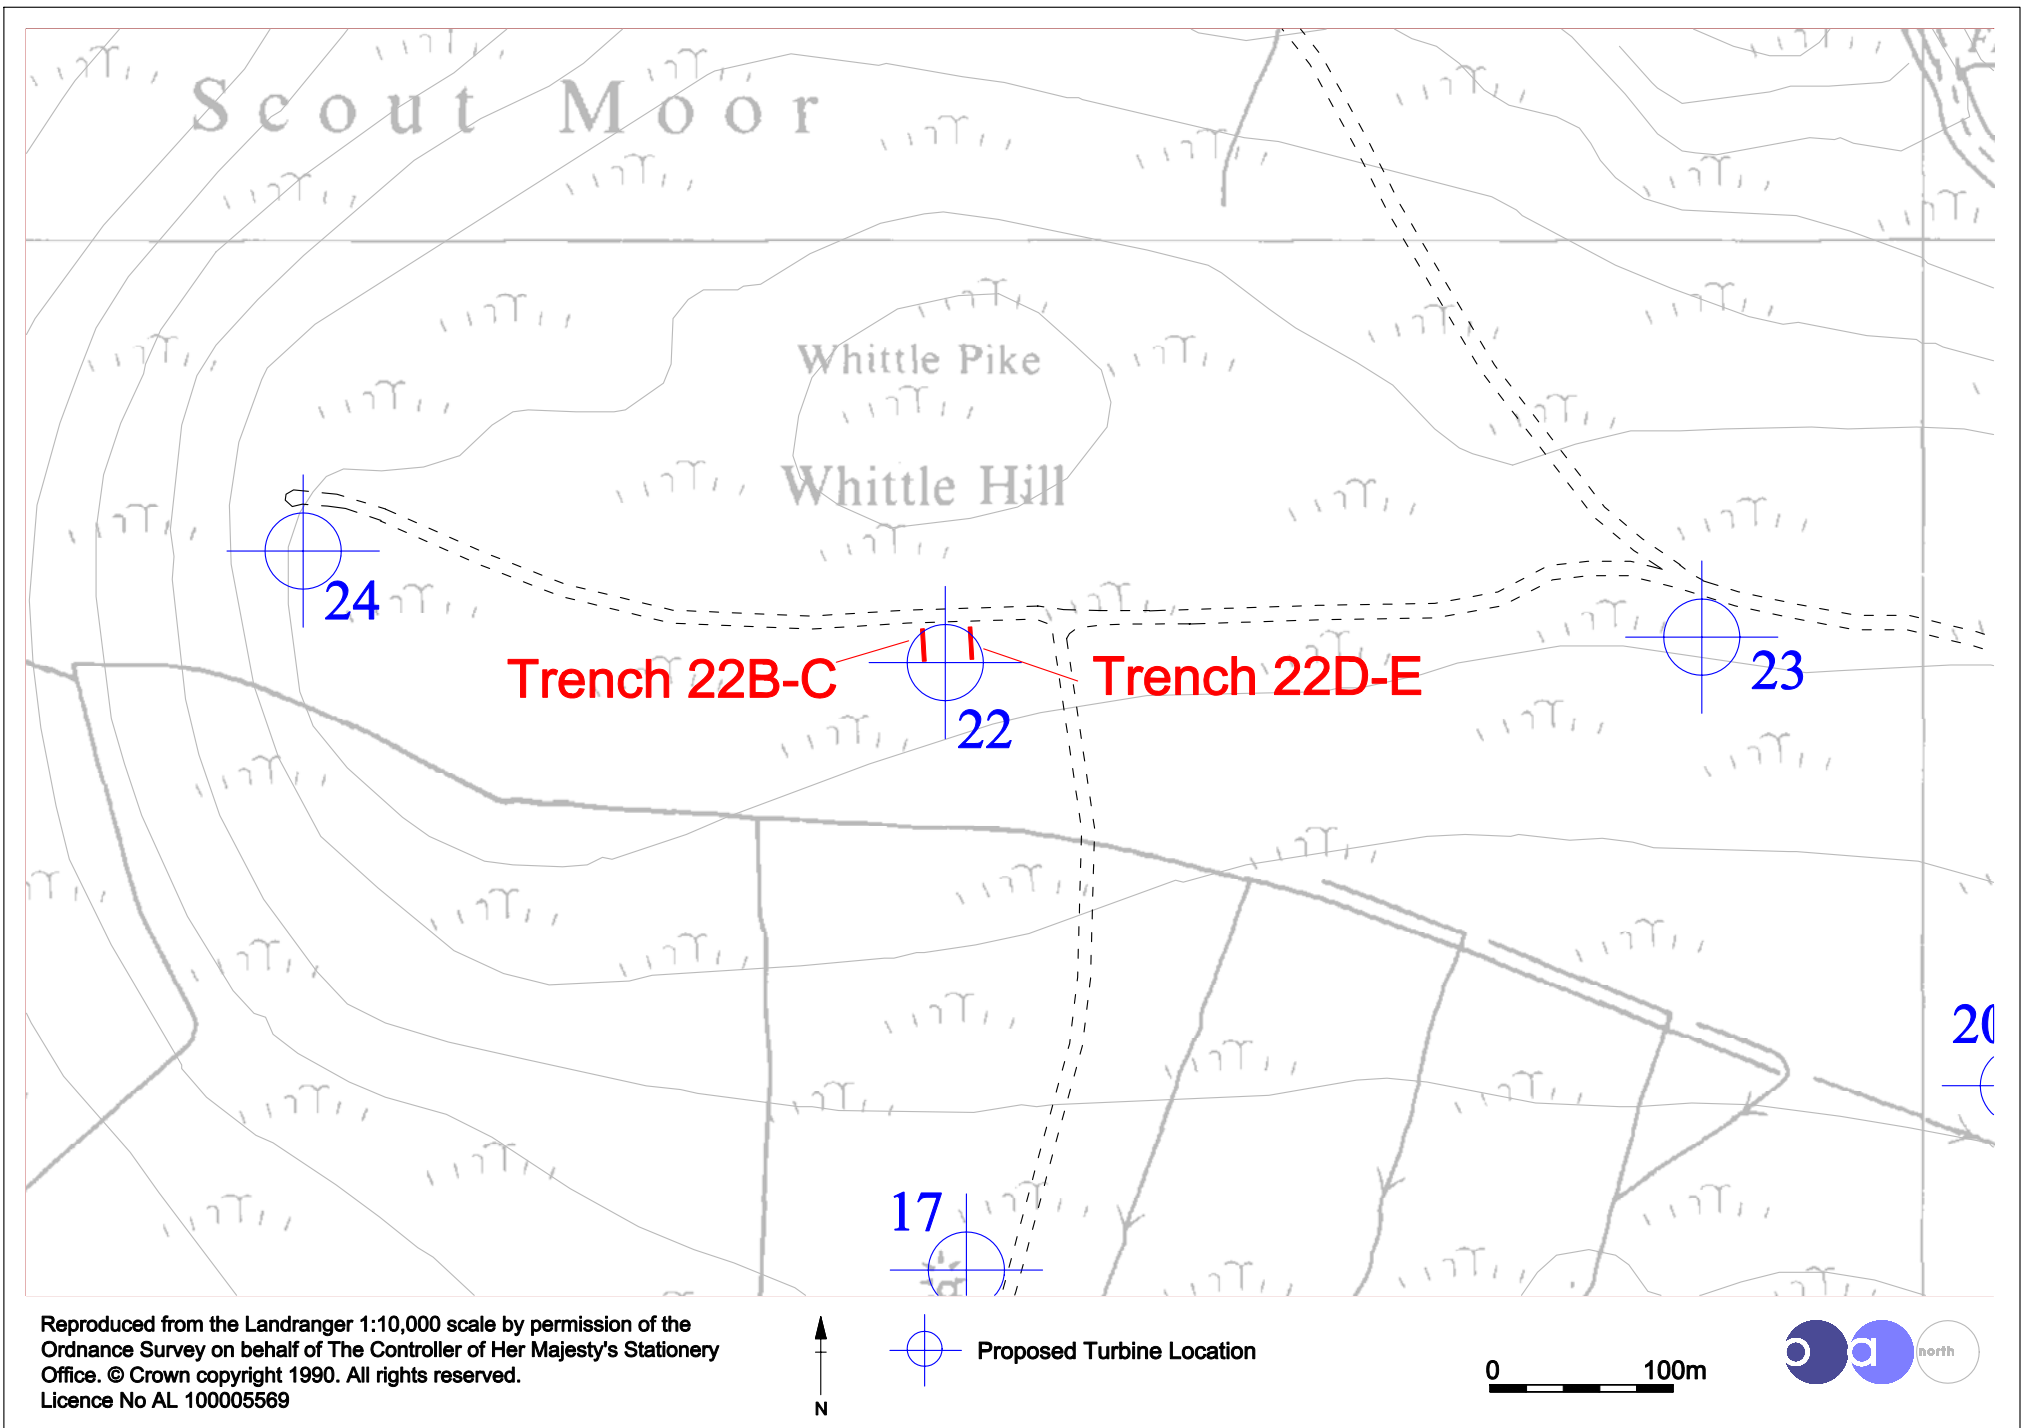 Scout Moor
Whittle Pike
Whittle Hill
24
Trench 22B-C
Trench 22D-E
22
23
20
17
Reproduced from the Landranger 1:10,000 scale by permission of the
Ordnance Survey on behalf of The Controller of Her Majesty's Stationery
Office. © Crown copyright 1990. All rights reserved.
Licence No AL 100005569
N
Proposed Turbine Location
0 100m
oa north